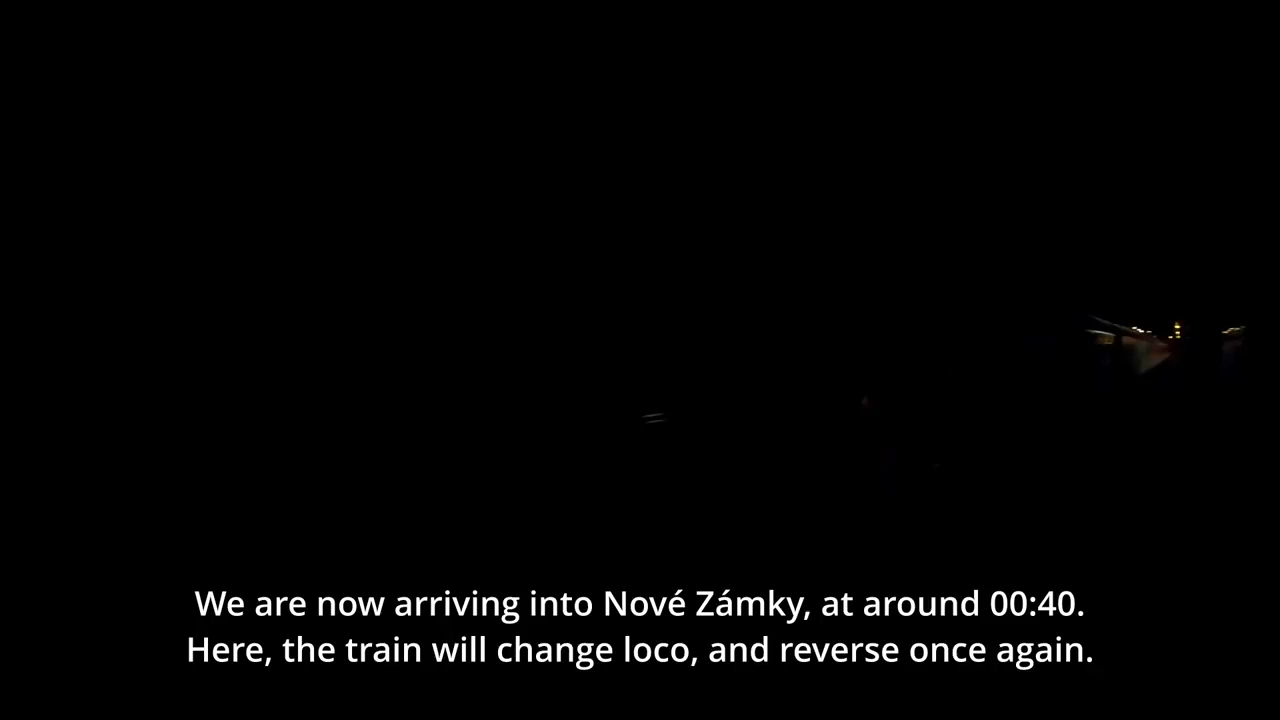 We are now arriving into Nové Zámky, at around 00:40.
Here, the train will change loco, and reverse once again.